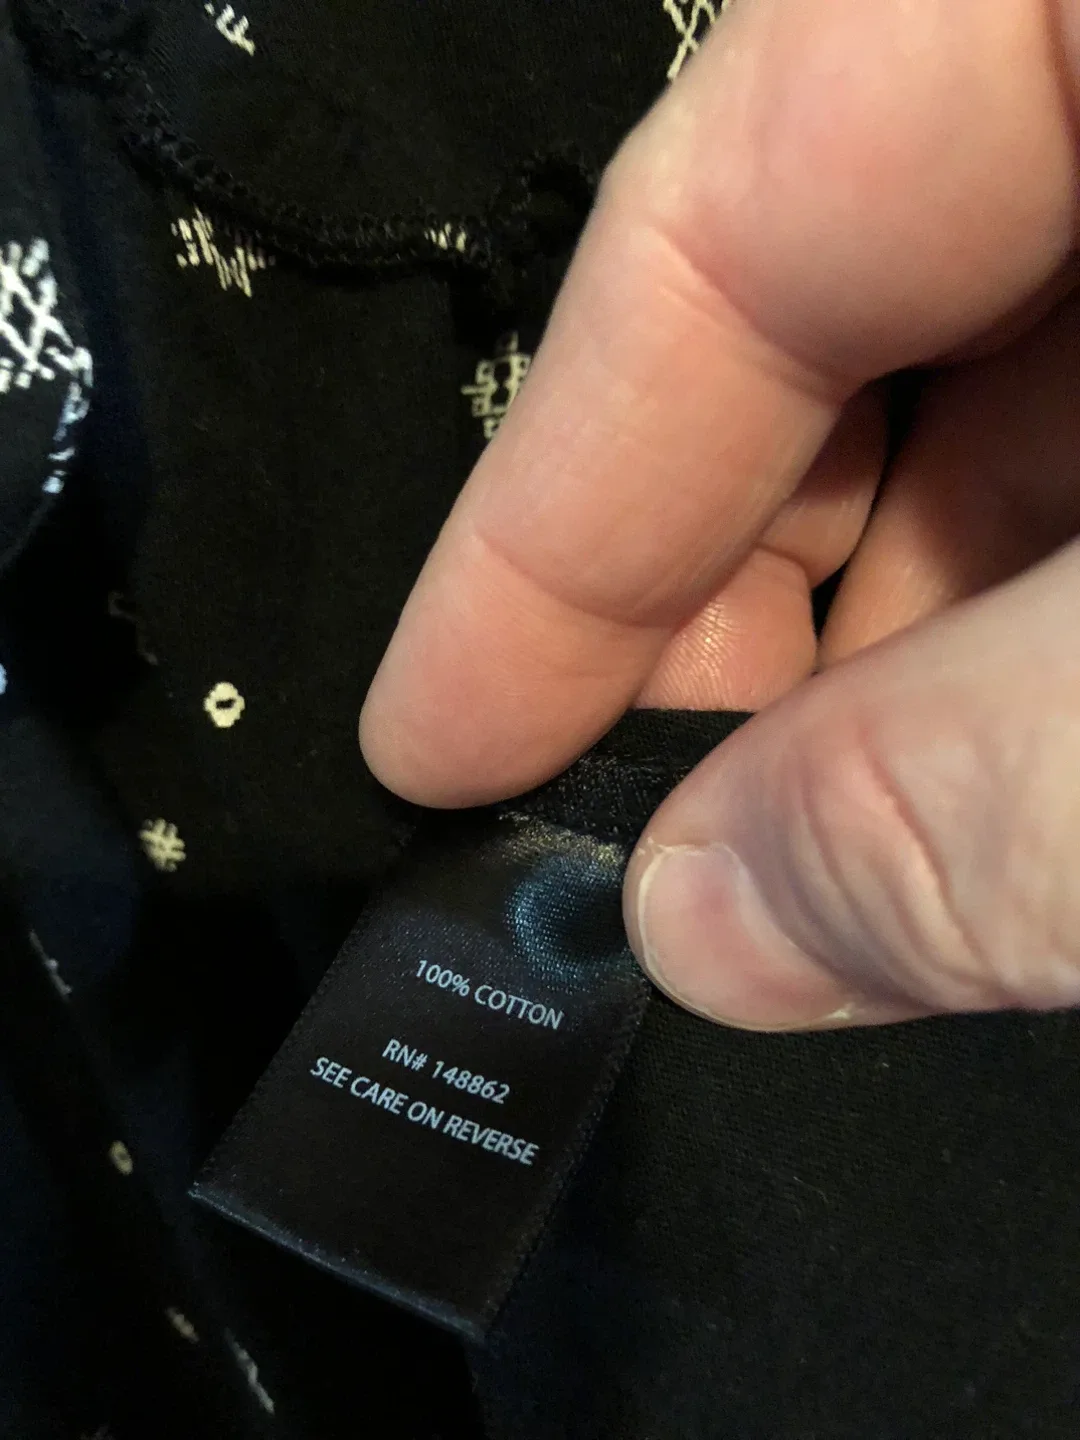 100% COTTON
RN# 148862
SEE CARE ON REVERSE